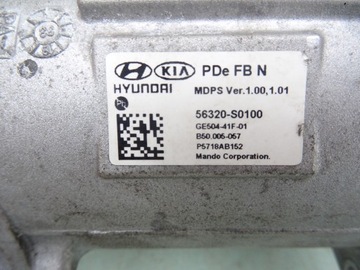 KIA PDe FB N
HYUNDAI MDPS Ver.1.00,1.01
56320-S0100
GE504-41F-01
B50.006-057
P5718AB152
Mando Corporation.